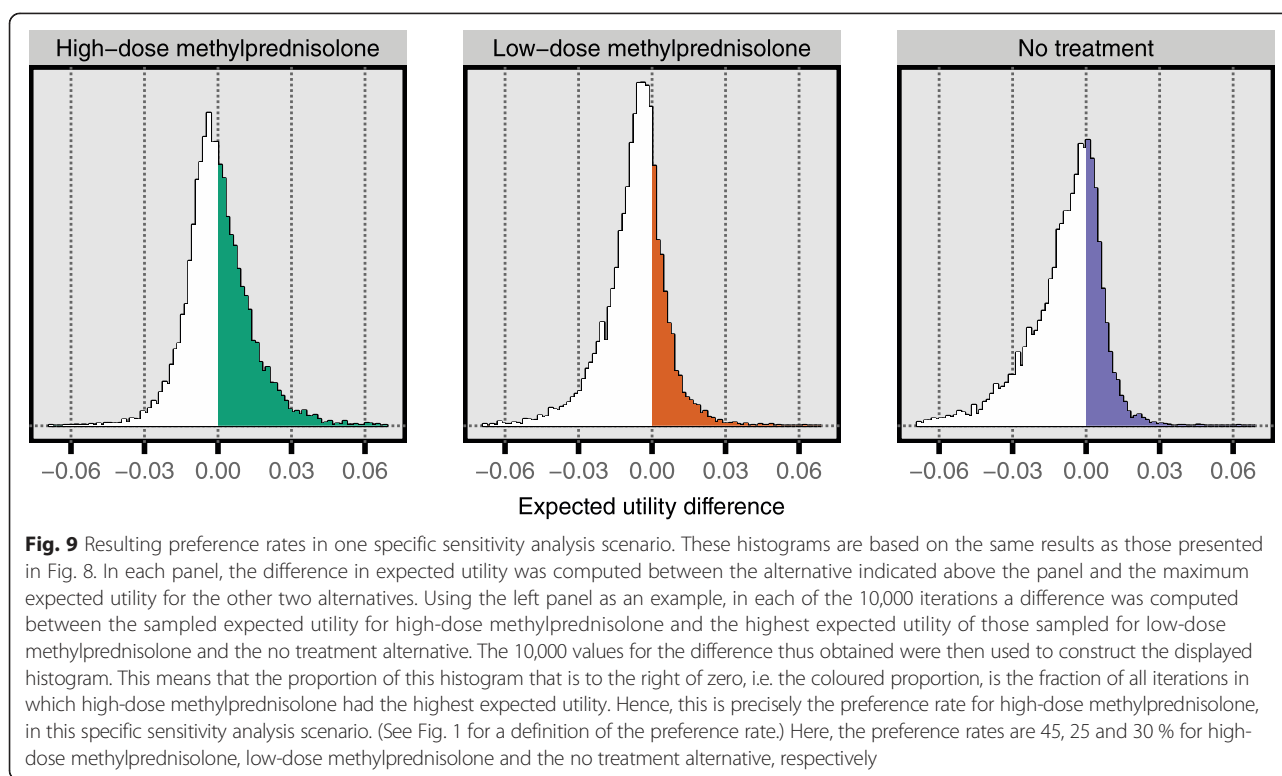 High−dose methylprednisolone
Low−dose methylprednisolone
No treatment
−0.06 −0.03 0.00 0.03 0.06
−0.06 −0.03 0.00 0.03 0.06
−0.06 −0.03 0.00 0.03 0.06
Expected utility difference
Fig. 9 Resulting preference rates in one specific sensitivity analysis scenario. These histograms are based on the same results as those presented
in Fig. 8. In each panel, the difference in expected utility was computed between the alternative indicated above the panel and the maximum
expected utility for the other two alternatives. Using the left panel as an example, in each of the 10,000 iterations a difference was computed
between the sampled expected utility for high-dose methylprednisolone and the highest expected utility of those sampled for low-dose
methylprednisolone and the no treatment alternative. The 10,000 values for the difference thus obtained were then used to construct the displayed
histogram. This means that the proportion of this histogram that is to the right of zero, i.e. the coloured proportion, is the fraction of all iterations in
which high-dose methylprednisolone had the highest expected utility. Hence, this is precisely the preference rate for high-dose methylprednisolone,
in this specific sensitivity analysis scenario. (See Fig. 1 for a definition of the preference rate.) Here, the preference rates are 45, 25 and 30 % for high-
dose methylprednisolone, low-dose methylprednisolone and the no treatment alternative, respectively